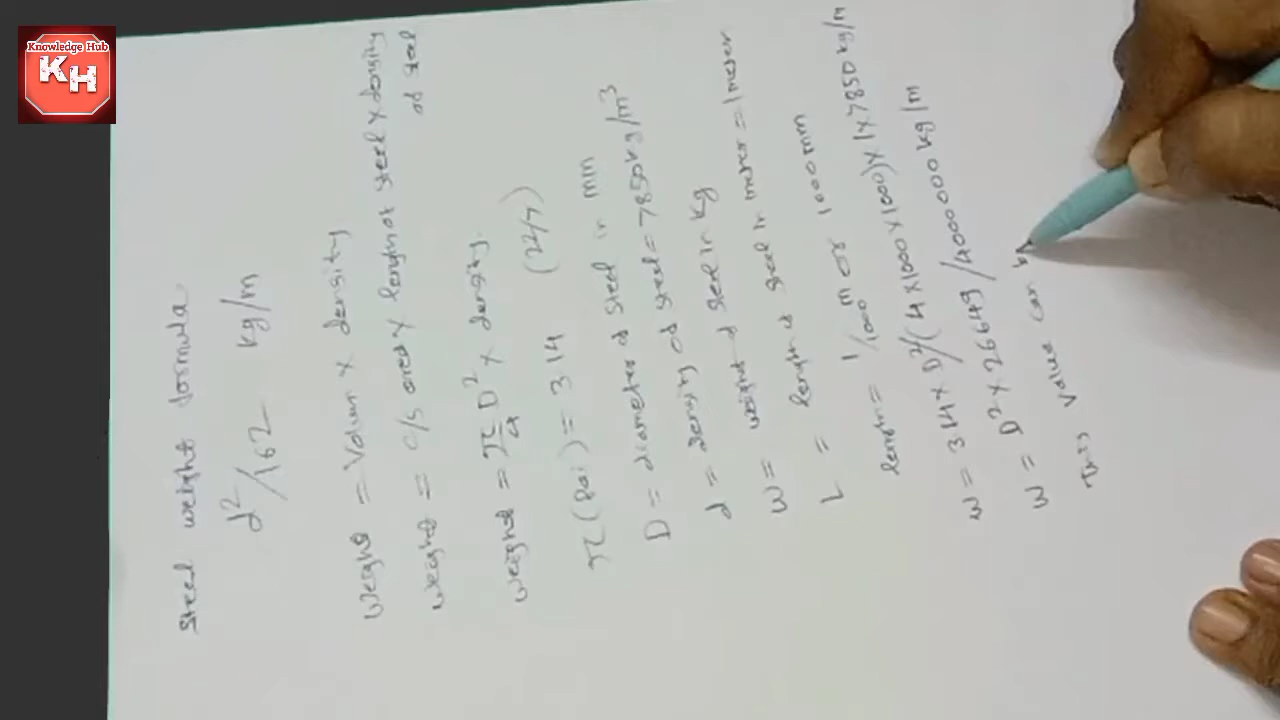 Knowledge Hub
KH
Steel weight formula
d²/162 kg/m
Weight = Volum x density
Weight = c/s area x length of steel x density
of steel
Weight = π/4 D² x density.
π (Pai) = 3.14 (22/7)
D = diameter of steel in mm
d = density of steel = 7850 kg/m³
W = weight of steel in kg
L = length of steel in meter = 1 meter
length = 1/1000 m or 1000 mm
W = 3.14 x D²/(4 x 1000 x 1000) x 1 x 7850 kg/m
W = D² x 24649/4000000 kg/m
This value can